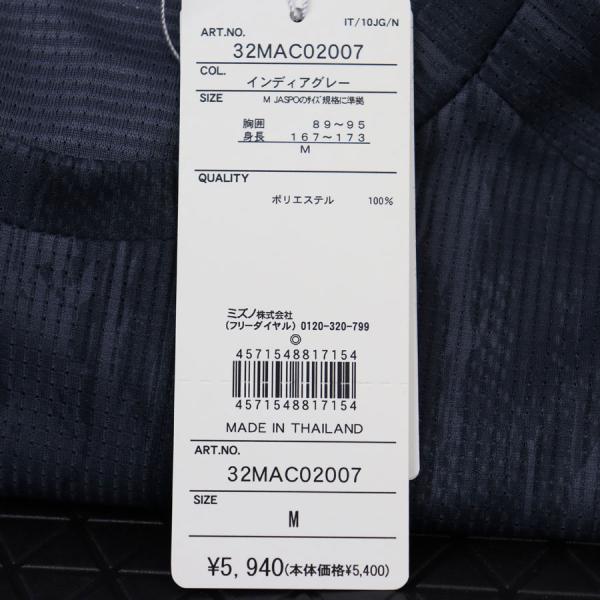 IT/10JG/N
ART.NO.
32MAC02007
COL.
インディアグレー
SIZE
M JASPOのｻｲｽﾞ規格に準拠
胸囲 89～95
身長 167～173
M
QUALITY
ポリエステル 100%
ミズノ株式会社
(フリーダイヤル) 0120-320-799
◎
4571548817154
4571548817154
MADE IN THAILAND
ART.NO.
32MAC02007
SIZE
M
¥5,940(本体価格¥5,400)